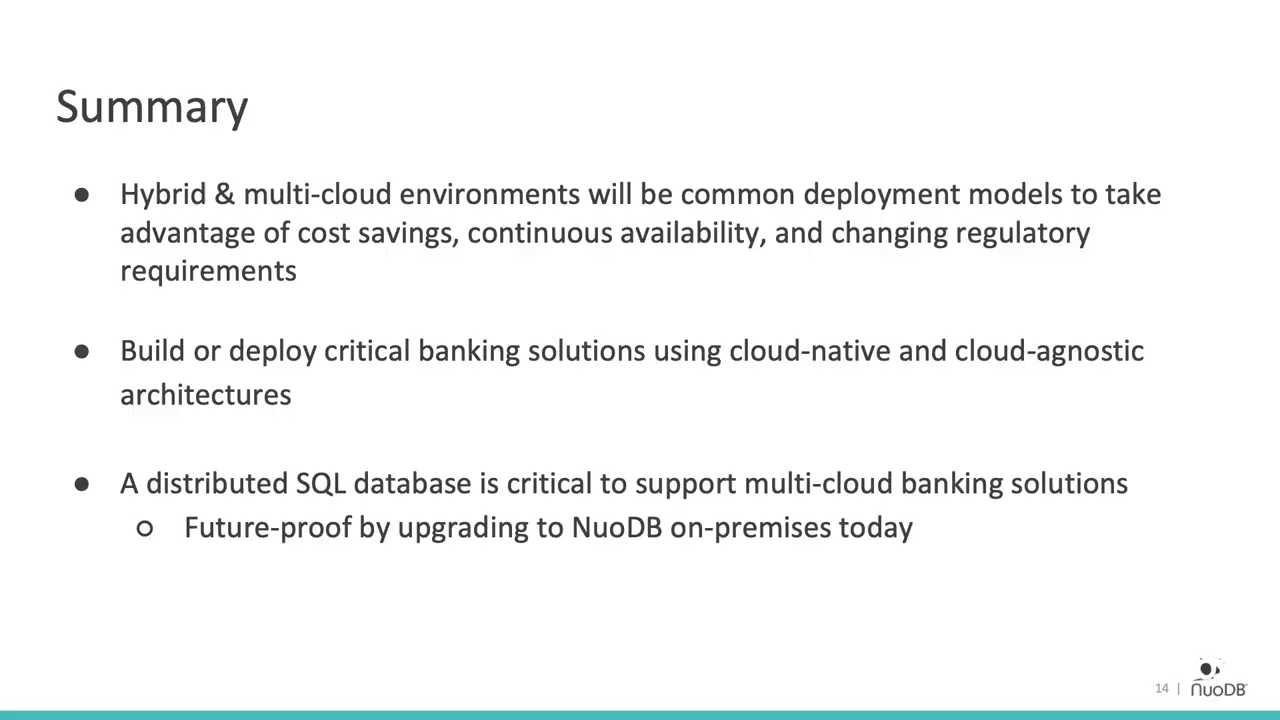 Summary
● Hybrid & multi-cloud environments will be common deployment models to take
advantage of cost savings, continuous availability, and changing regulatory
requirements
● Build or deploy critical banking solutions using cloud-native and cloud-agnostic
architectures
● A distributed SQL database is critical to support multi-cloud banking solutions
○ Future-proof by upgrading to NuoDB on-premises today
14 | NuoDB